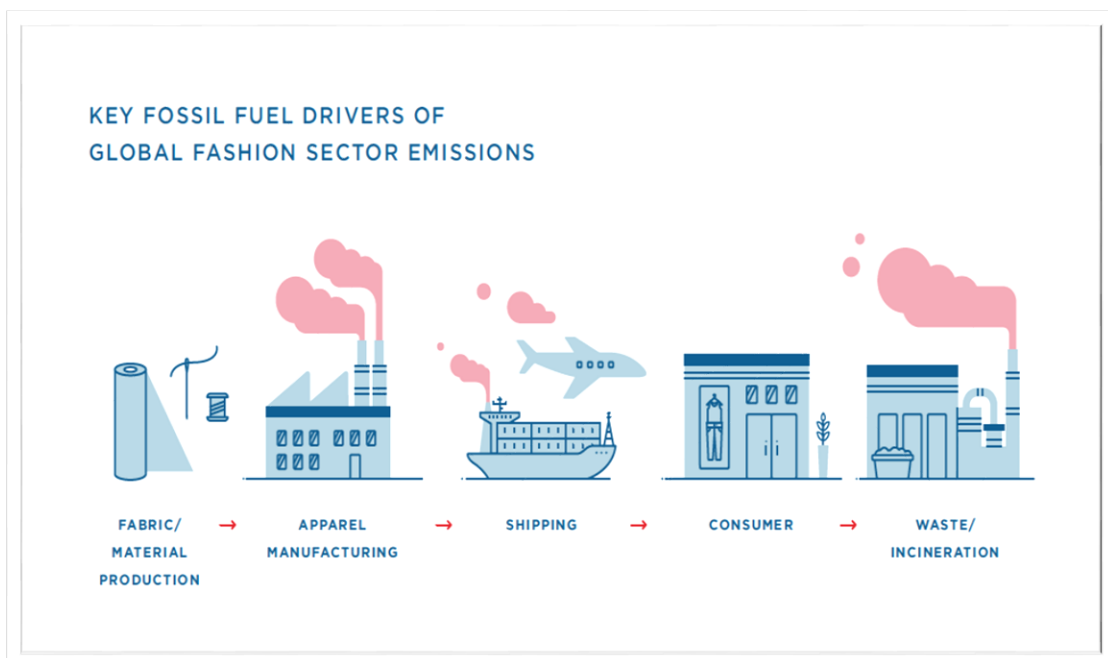 KEY FOSSIL FUEL DRIVERS OF
GLOBAL FASHION SECTOR EMISSIONS
FABRIC/
MATERIAL
PRODUCTION
→
APPAREL
MANUFACTURING
→
SHIPPING
→
CONSUMER
→
WASTE/
INCINERATION